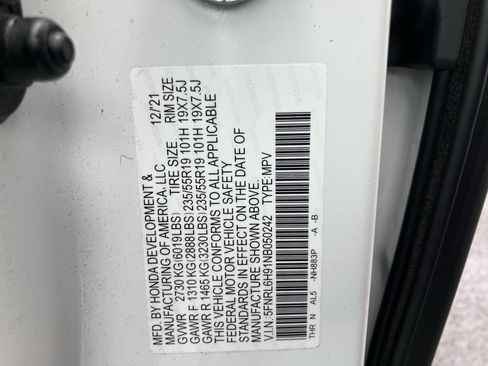 MFD. BY HONDA DEVELOPMENT &
MANUFACTURING OF AMERICA, LLC 12/21
GVWR 2730 KG(6019LBS) TIRE SIZE RIM SIZE
GAWR F 1310 KG(2888LBS)235/55R19 101H 19X7.5J
GAWR R 1465 KG(3230LBS)235/55R19 101H 19X7.5J
THIS VEHICLE CONFORMS TO ALL APPLICABLE
FEDERAL MOTOR VEHICLE SAFETY
STANDARDS IN EFFECT ON THE DATE OF
MANUFACTURE SHOWN ABOVE.
V.I.N.:5FNRL6H91NB050242 TYPE:MPV
THR N AL5 -NH883P -A -B